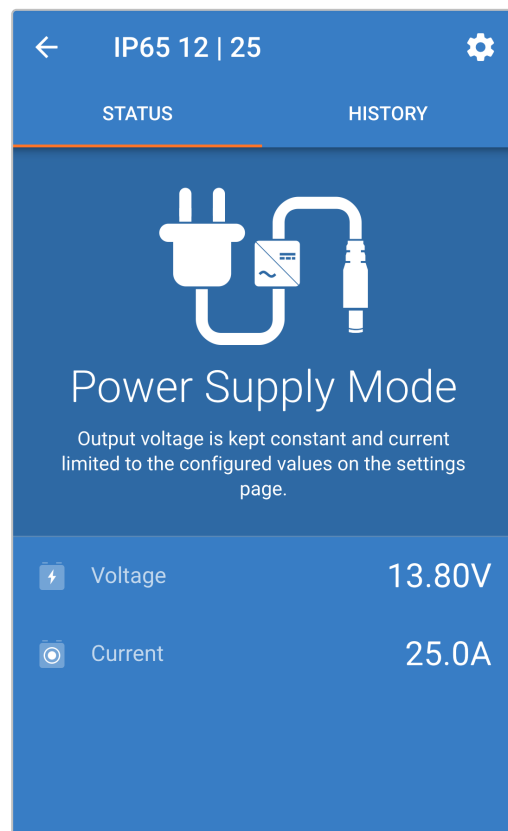 IP65 12 | 25
STATUS
HISTORY
Power Supply Mode
Output voltage is kept constant and current
limited to the configured values on the settings
page.
Voltage
13.80V
Current
25.0A